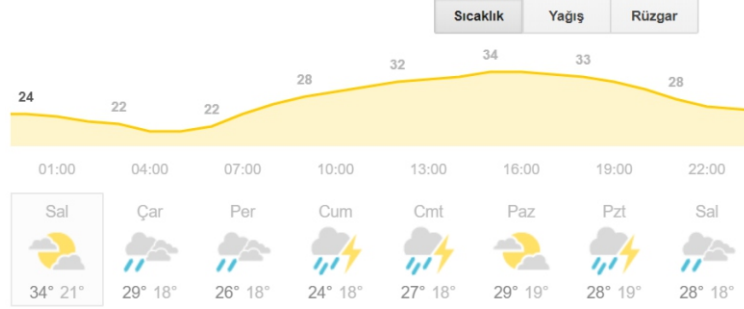 Sıcaklık Yağış Rüzgar
24 22 22 28 32 34 33 28
01:00 04:00 07:00 10:00 13:00 16:00 19:00 22:00
Sal Çar Per Cum Cmt Paz Pzt Sal
34° 21° 29° 18° 26° 18° 24° 18° 27° 18° 29° 19° 28° 19° 28° 18°